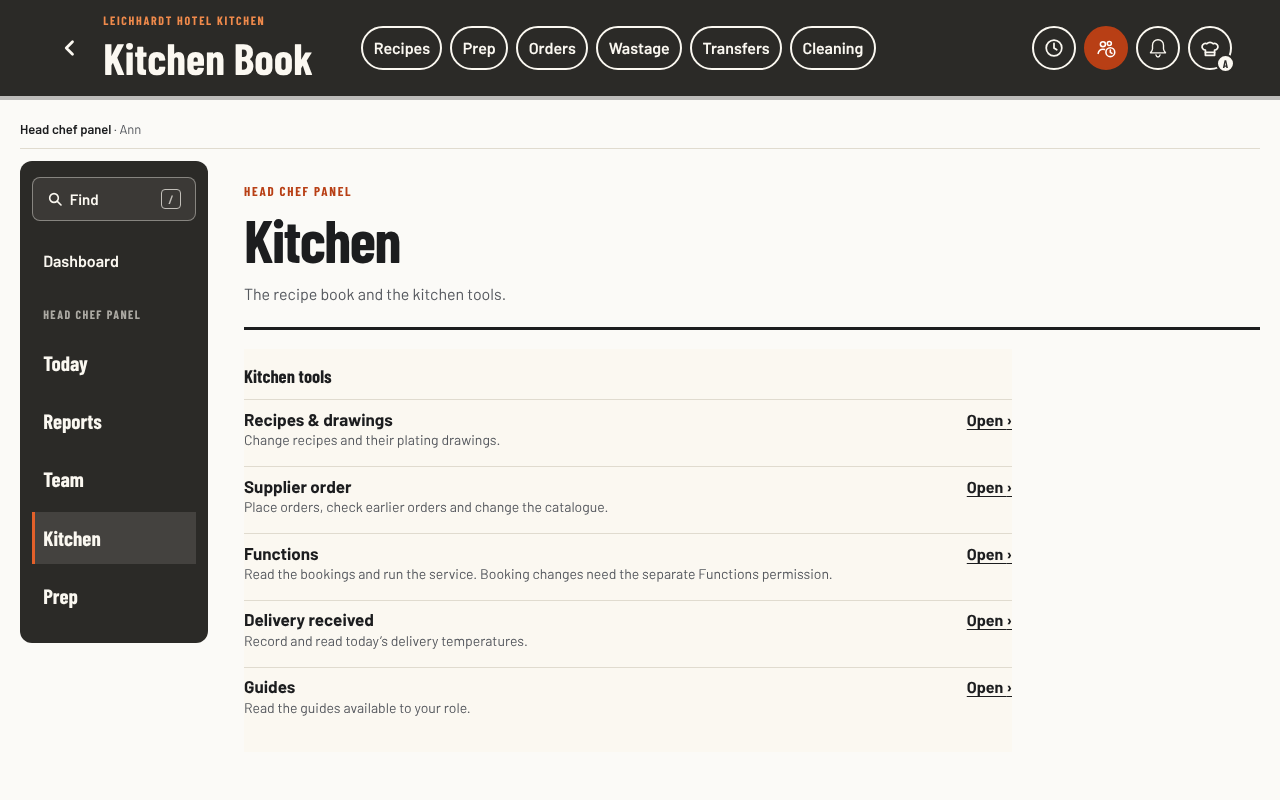 LEICHHARDT HOTEL KITCHEN
Kitchen Book
Recipes
Prep
Orders
Wastage
Transfers
Cleaning
A
Head chef panel · Ann
Find /
Dashboard
HEAD CHEF PANEL
Today
Reports
Team
Kitchen
Prep
HEAD CHEF PANEL
Kitchen
The recipe book and the kitchen tools.
Kitchen tools
Recipes & drawings
Open ›
Change recipes and their plating drawings.
Supplier order
Open ›
Place orders, check earlier orders and change the catalogue.
Functions
Open ›
Read the bookings and run the service. Booking changes need the separate Functions permission.
Delivery received
Open ›
Record and read today’s delivery temperatures.
Guides
Open ›
Read the guides available to your role.